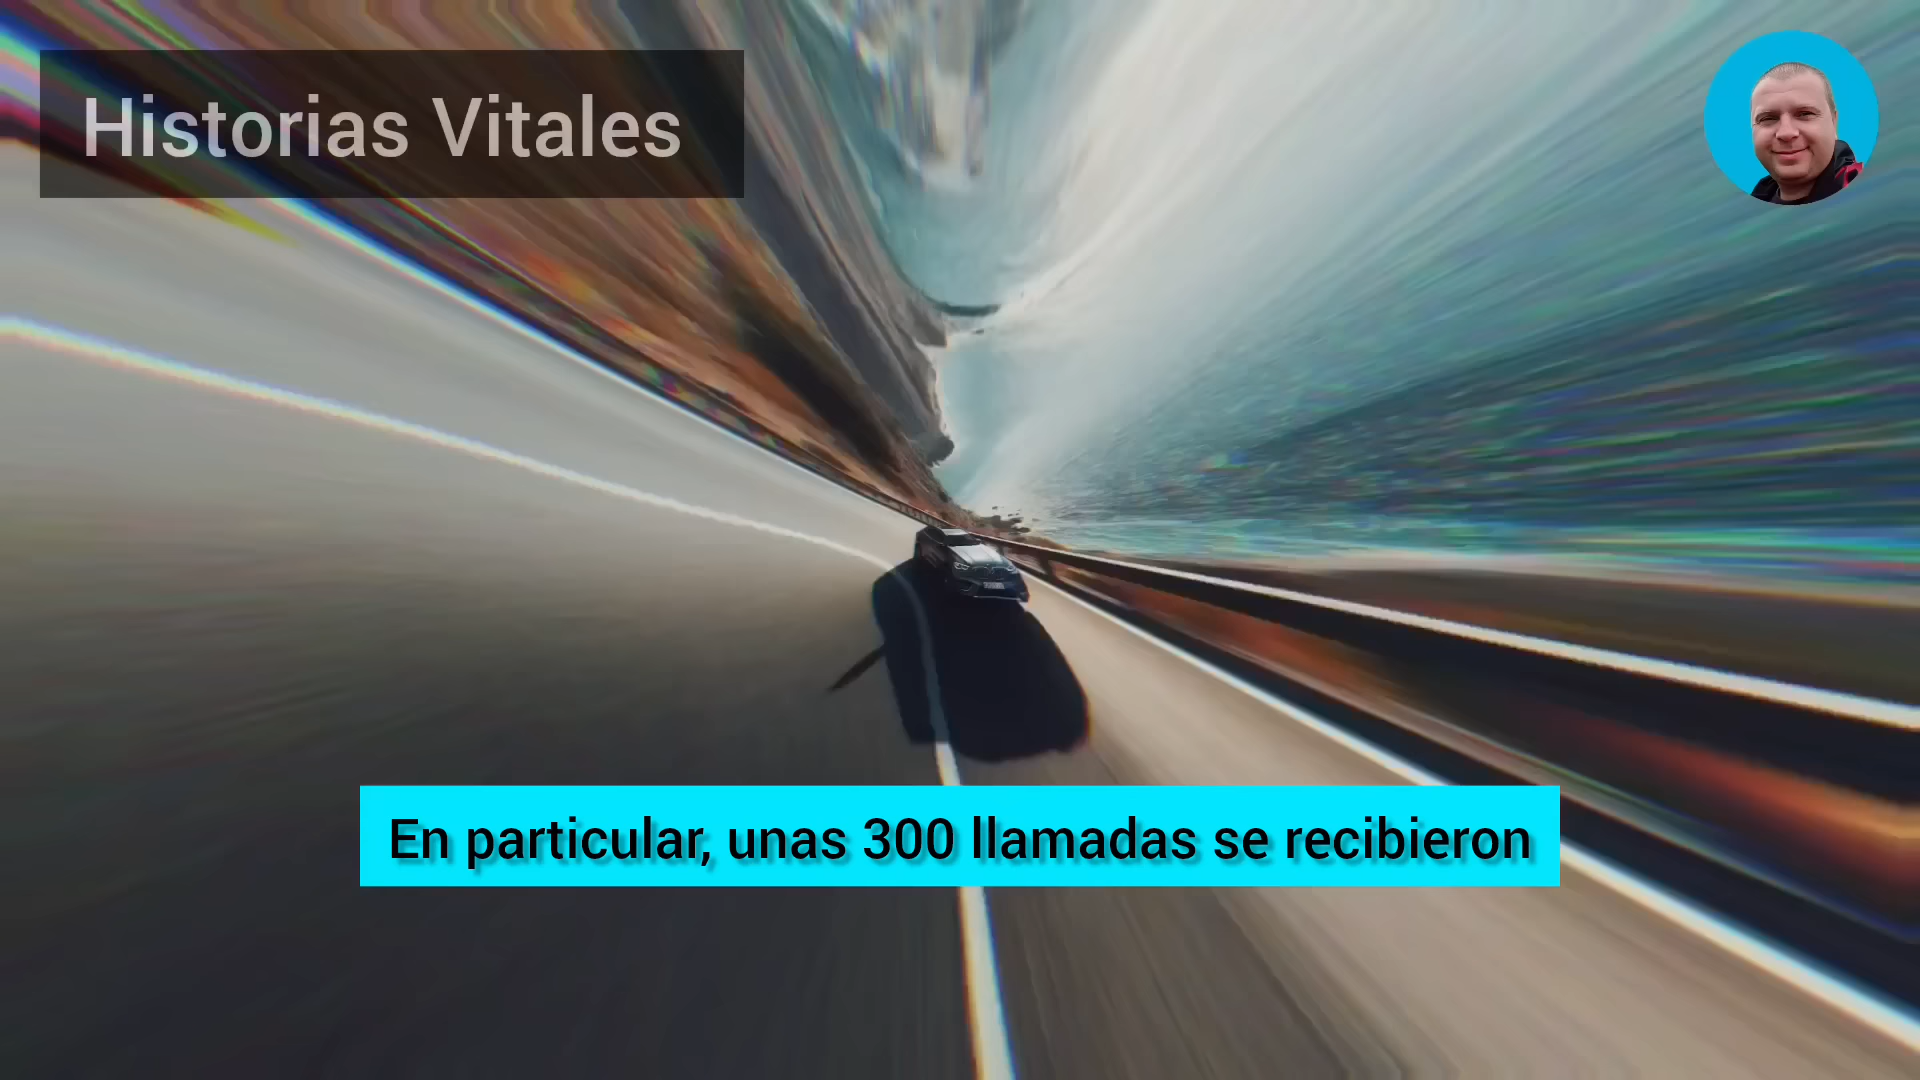 Historias Vitales
En particular, unas 300 llamadas se recibieron